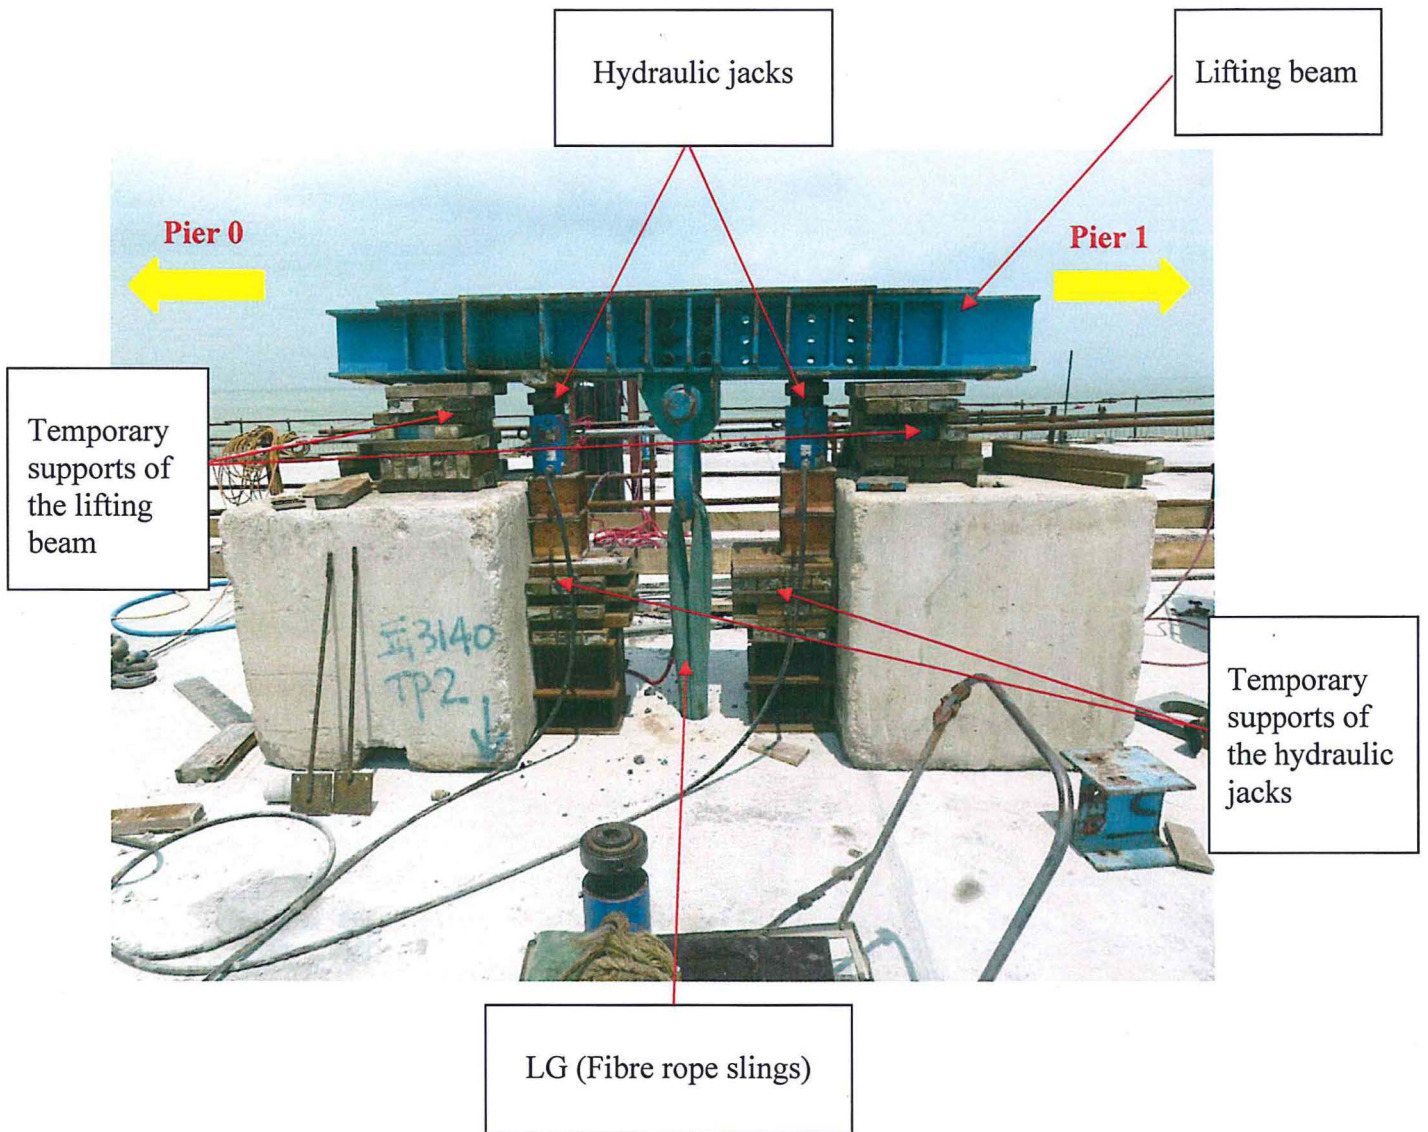 Hydraulic jacks
Lifting beam
Pier 0
Pier 1
Temporary
supports of
the lifting
beam
3140
TP2
Temporary
supports of
the hydraulic
jacks
LG (Fibre rope slings)